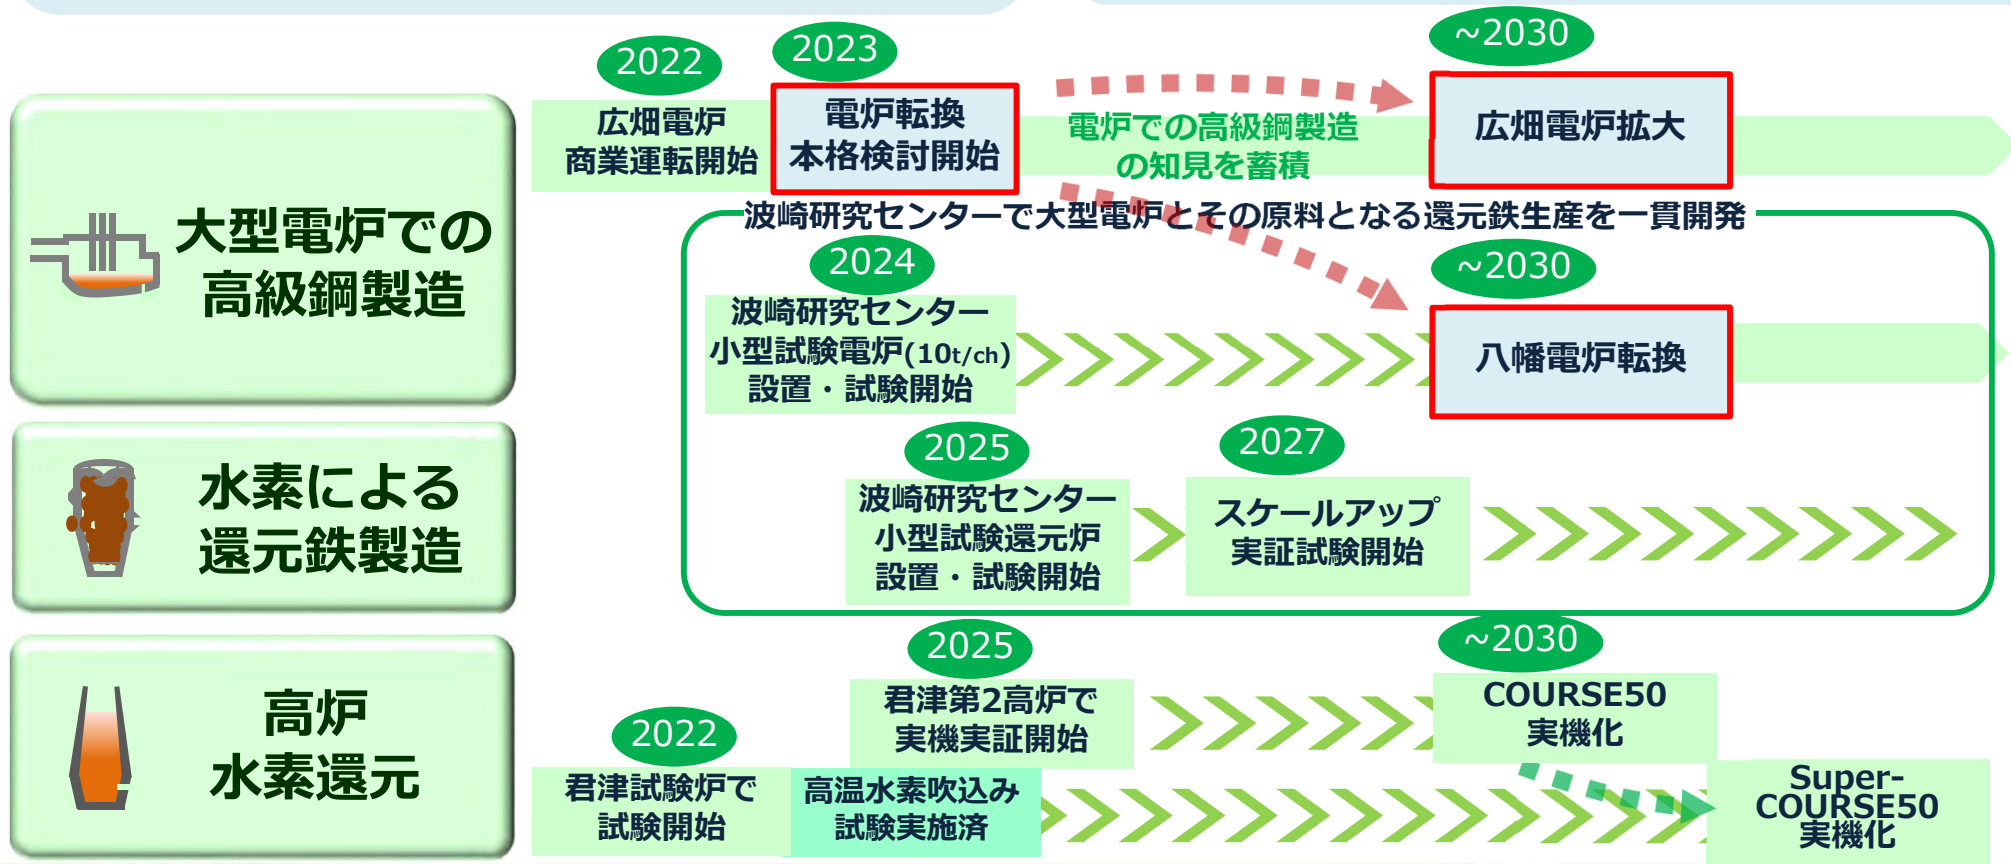 2022
2023
~2030
広畑電炉
商業運転開始
電炉転換
本格検討開始
電炉での高級鋼製造
の知見を蓄積
広畑電炉拡大
大型電炉での
高級鋼製造
波崎研究センターで大型電炉とその原料となる還元鉄生産を一貫開発
2024
~2030
波崎研究センター
小型試験電炉(10t/ch)
設置・試験開始
八幡電炉転換
水素による
還元鉄製造
2025
2027
波崎研究センター
小型試験還元炉
設置・試験開始
スケールアップ
実証試験開始
高炉
水素還元
2025
~2030
君津第2高炉で
実機実証開始
COURSE50
実機化
2022
君津試験炉で
試験開始
高温水素吹込み
試験実施済
Super-
COURSE50
実機化